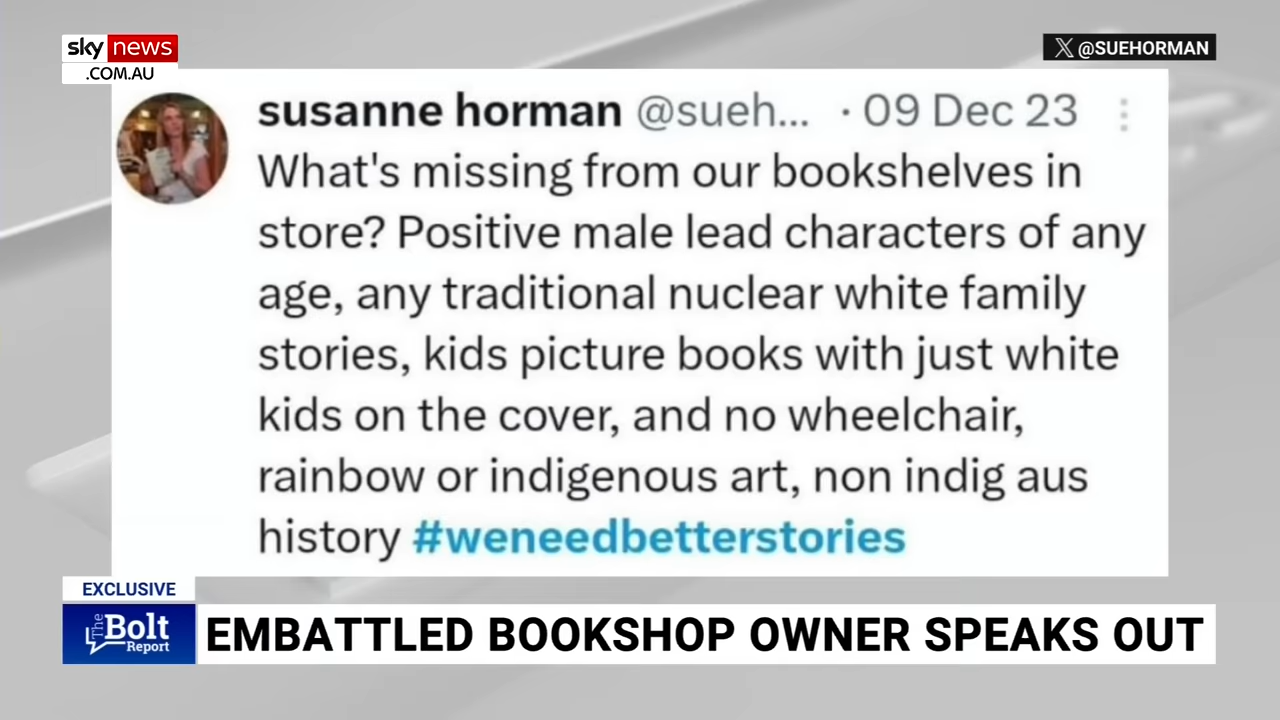 sky news
.COM.AU
X @SUEHORMAN
susanne horman @sueh... · 09 Dec 23
What's missing from our bookshelves in
store? Positive male lead characters of any
age, any traditional nuclear white family
stories, kids picture books with just white
kids on the cover, and no wheelchair,
rainbow or indigenous art, non indig aus
history #weneedbetterstories
EXCLUSIVE
The Bolt Report
EMBATTLED BOOKSHOP OWNER SPEAKS OUT